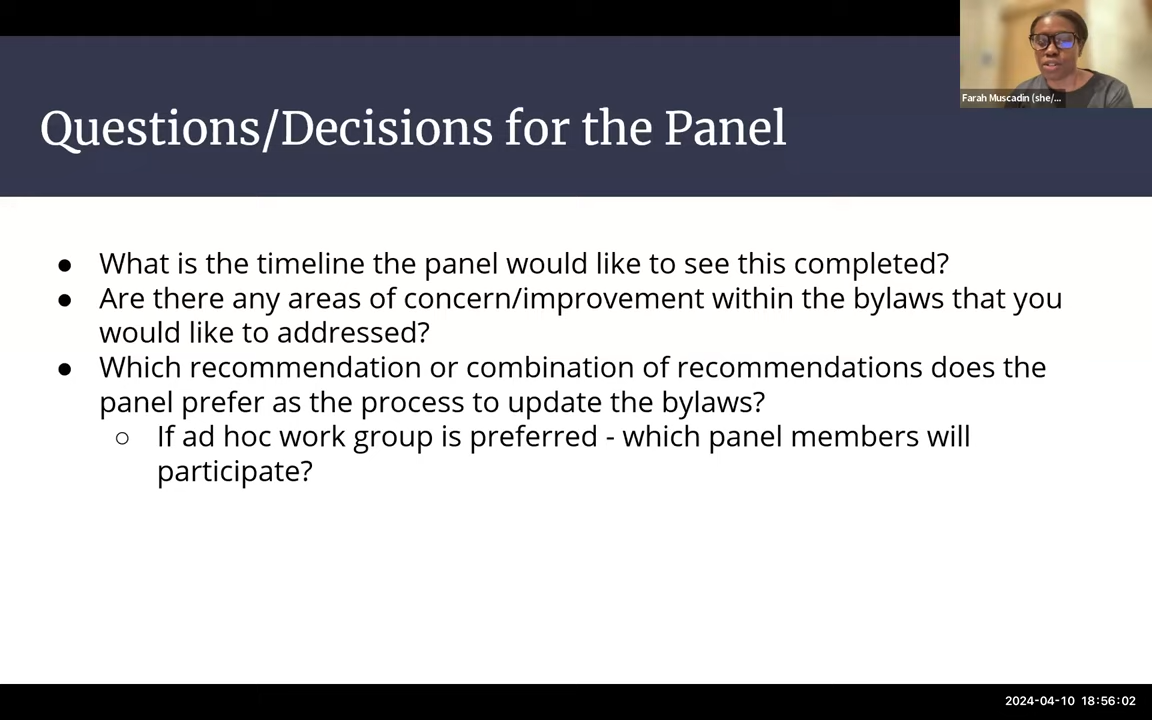 Farah Muscadin (she/...
Questions/Decisions for the Panel
● What is the timeline the panel would like to see this completed?
● Are there any areas of concern/improvement within the bylaws that you
would like to addressed?
● Which recommendation or combination of recommendations does the
panel prefer as the process to update the bylaws?
○ If ad hoc work group is preferred - which panel members will
participate?
2024-04-10 18:56:02